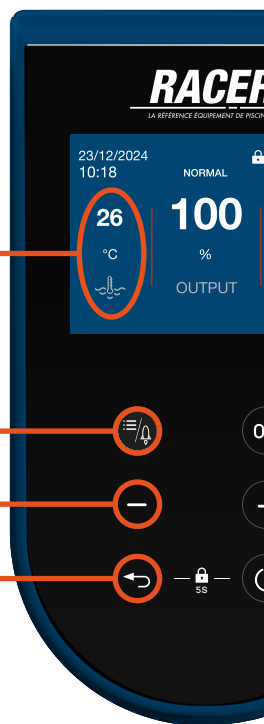 RACER
LA RÉFÉRENCE ÉQUIPEMENT DE PISCIN
23/12/2024
10:18
NORMAL
26
100
°C
%
OUTPUT
5S